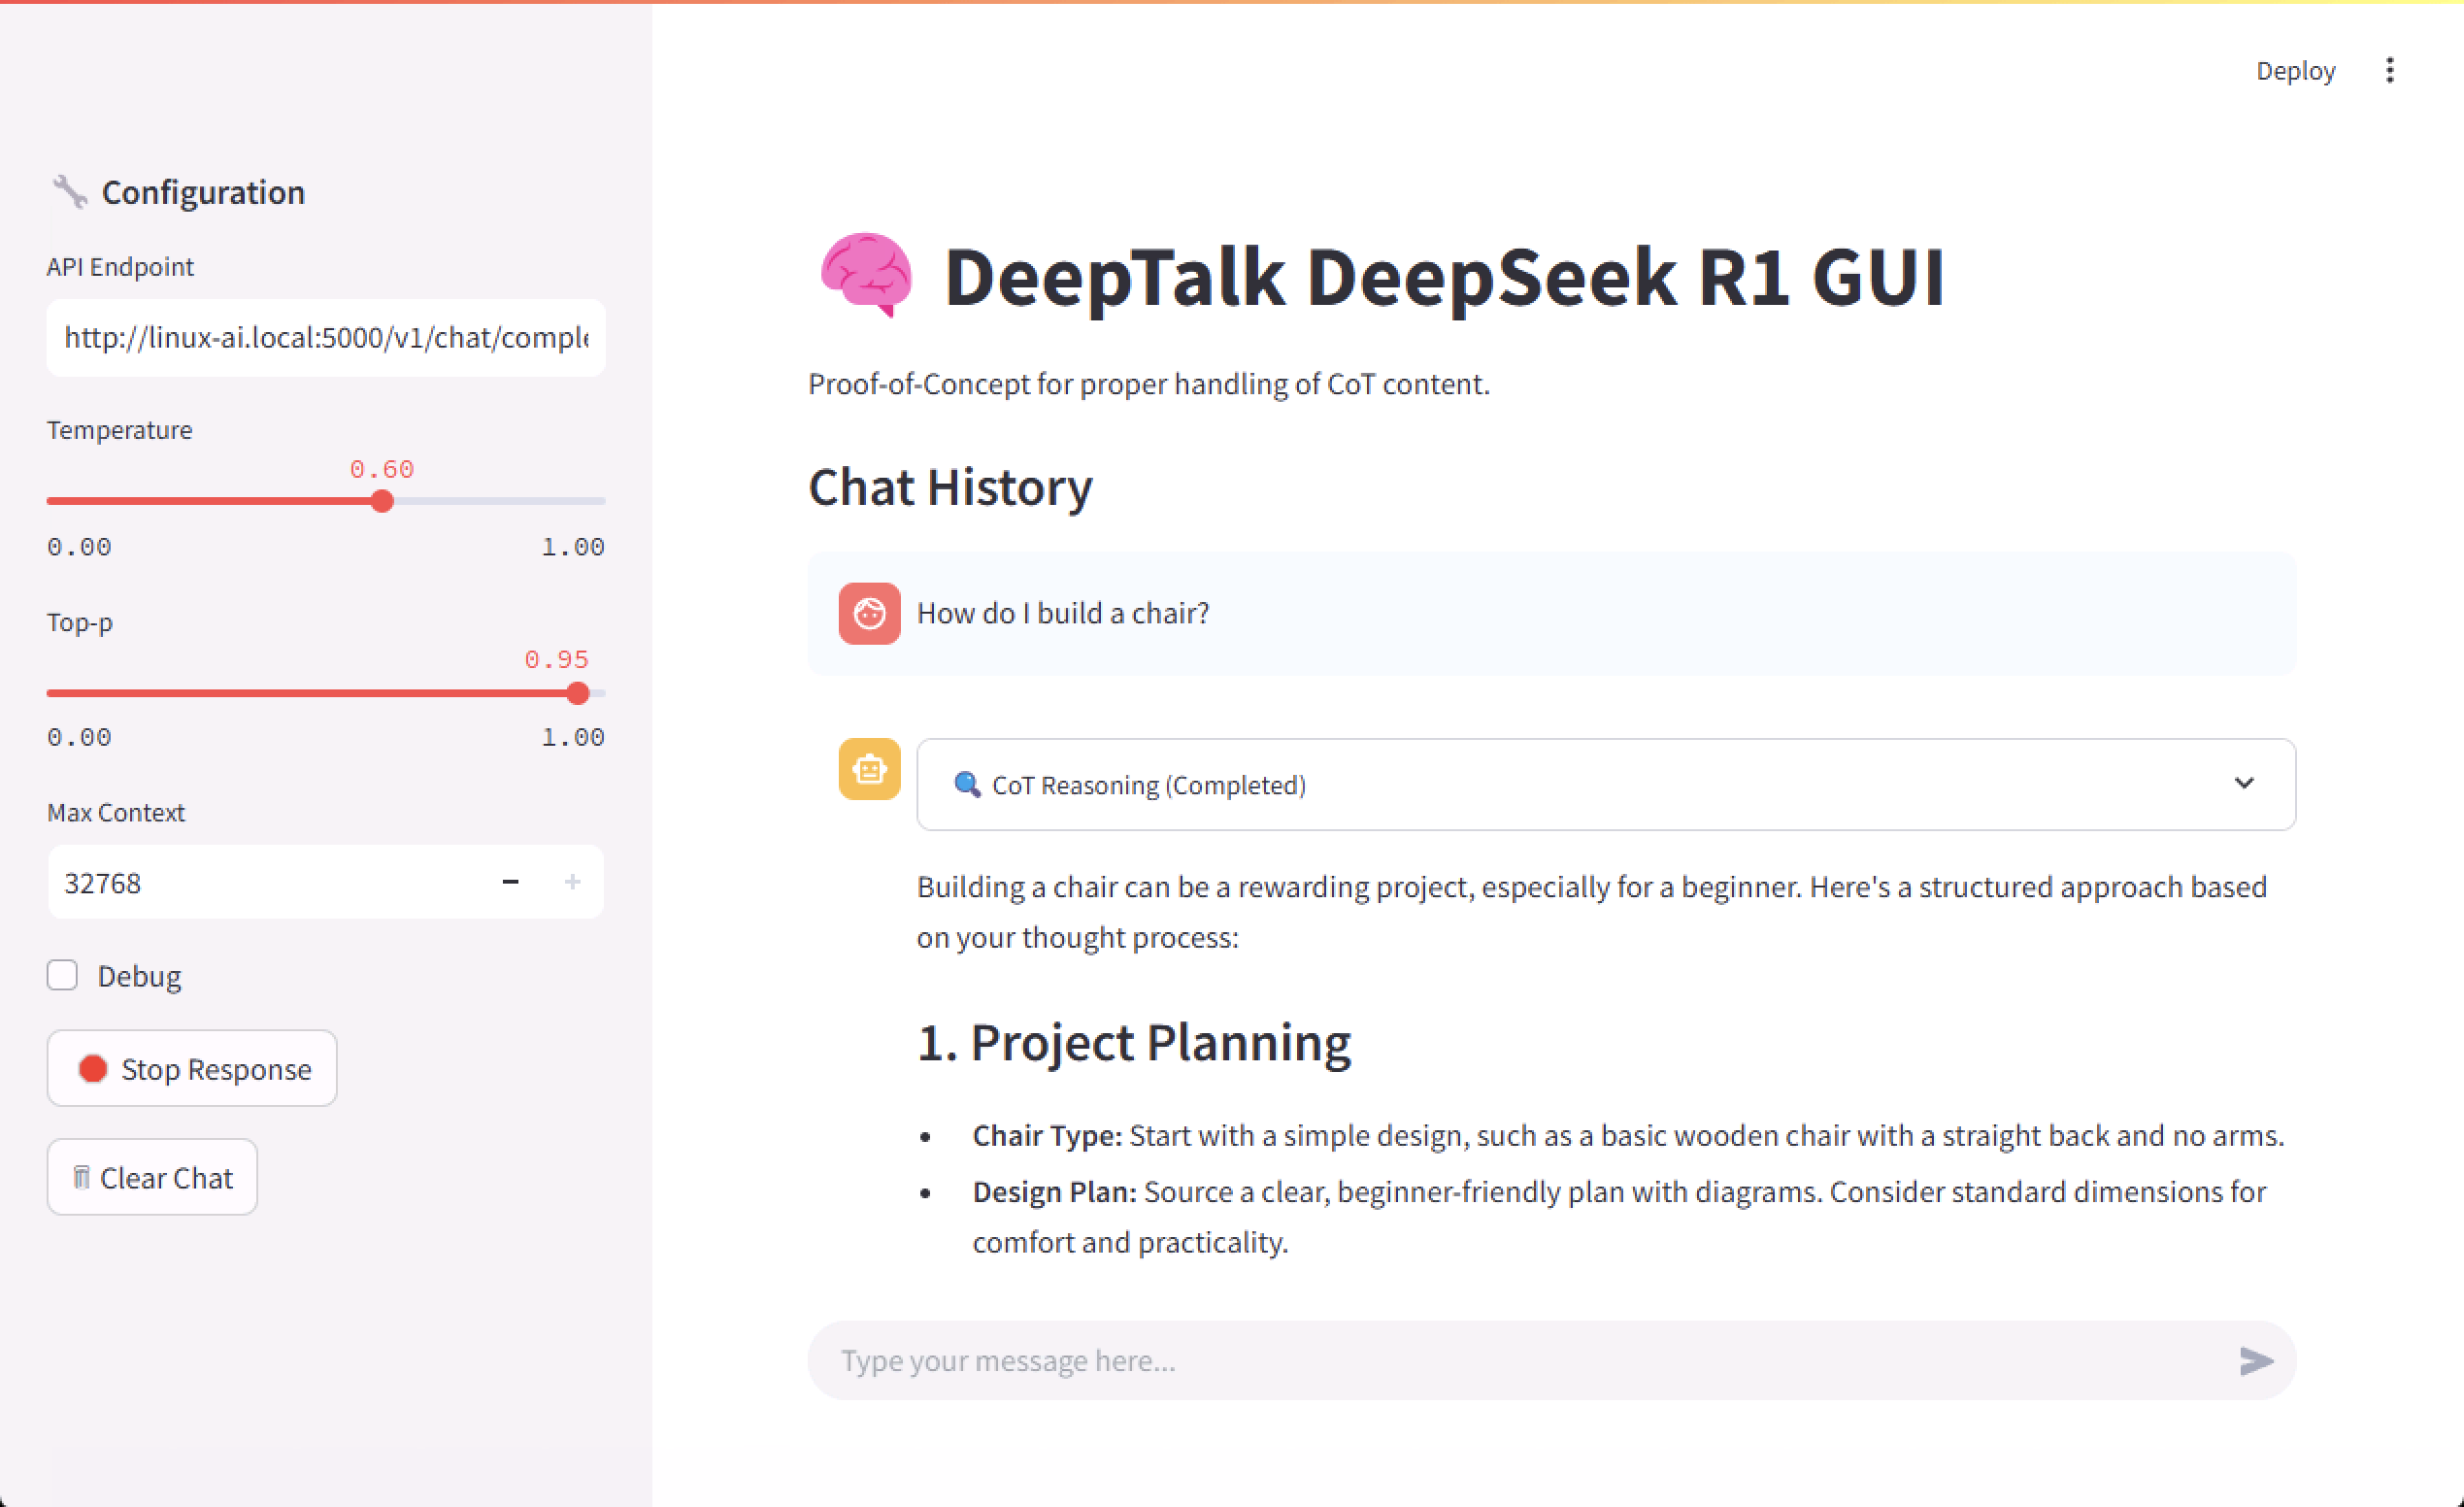 Deploy
Configuration
API Endpoint
http://linux-ai.local:5000/v1/chat/comple
Temperature
0.60
0.00 1.00
Top-p
0.95
0.00 1.00
Max Context
32768
Debug
Stop Response
Clear Chat
DeepTalk DeepSeek R1 GUI
Proof-of-Concept for proper handling of CoT content.
Chat History
How do I build a chair?
CoT Reasoning (Completed)
Building a chair can be a rewarding project, especially for a beginner. Here's a structured approach based
on your thought process:
1. Project Planning
• Chair Type: Start with a simple design, such as a basic wooden chair with a straight back and no arms.
• Design Plan: Source a clear, beginner-friendly plan with diagrams. Consider standard dimensions for
comfort and practicality.
Type your message here...